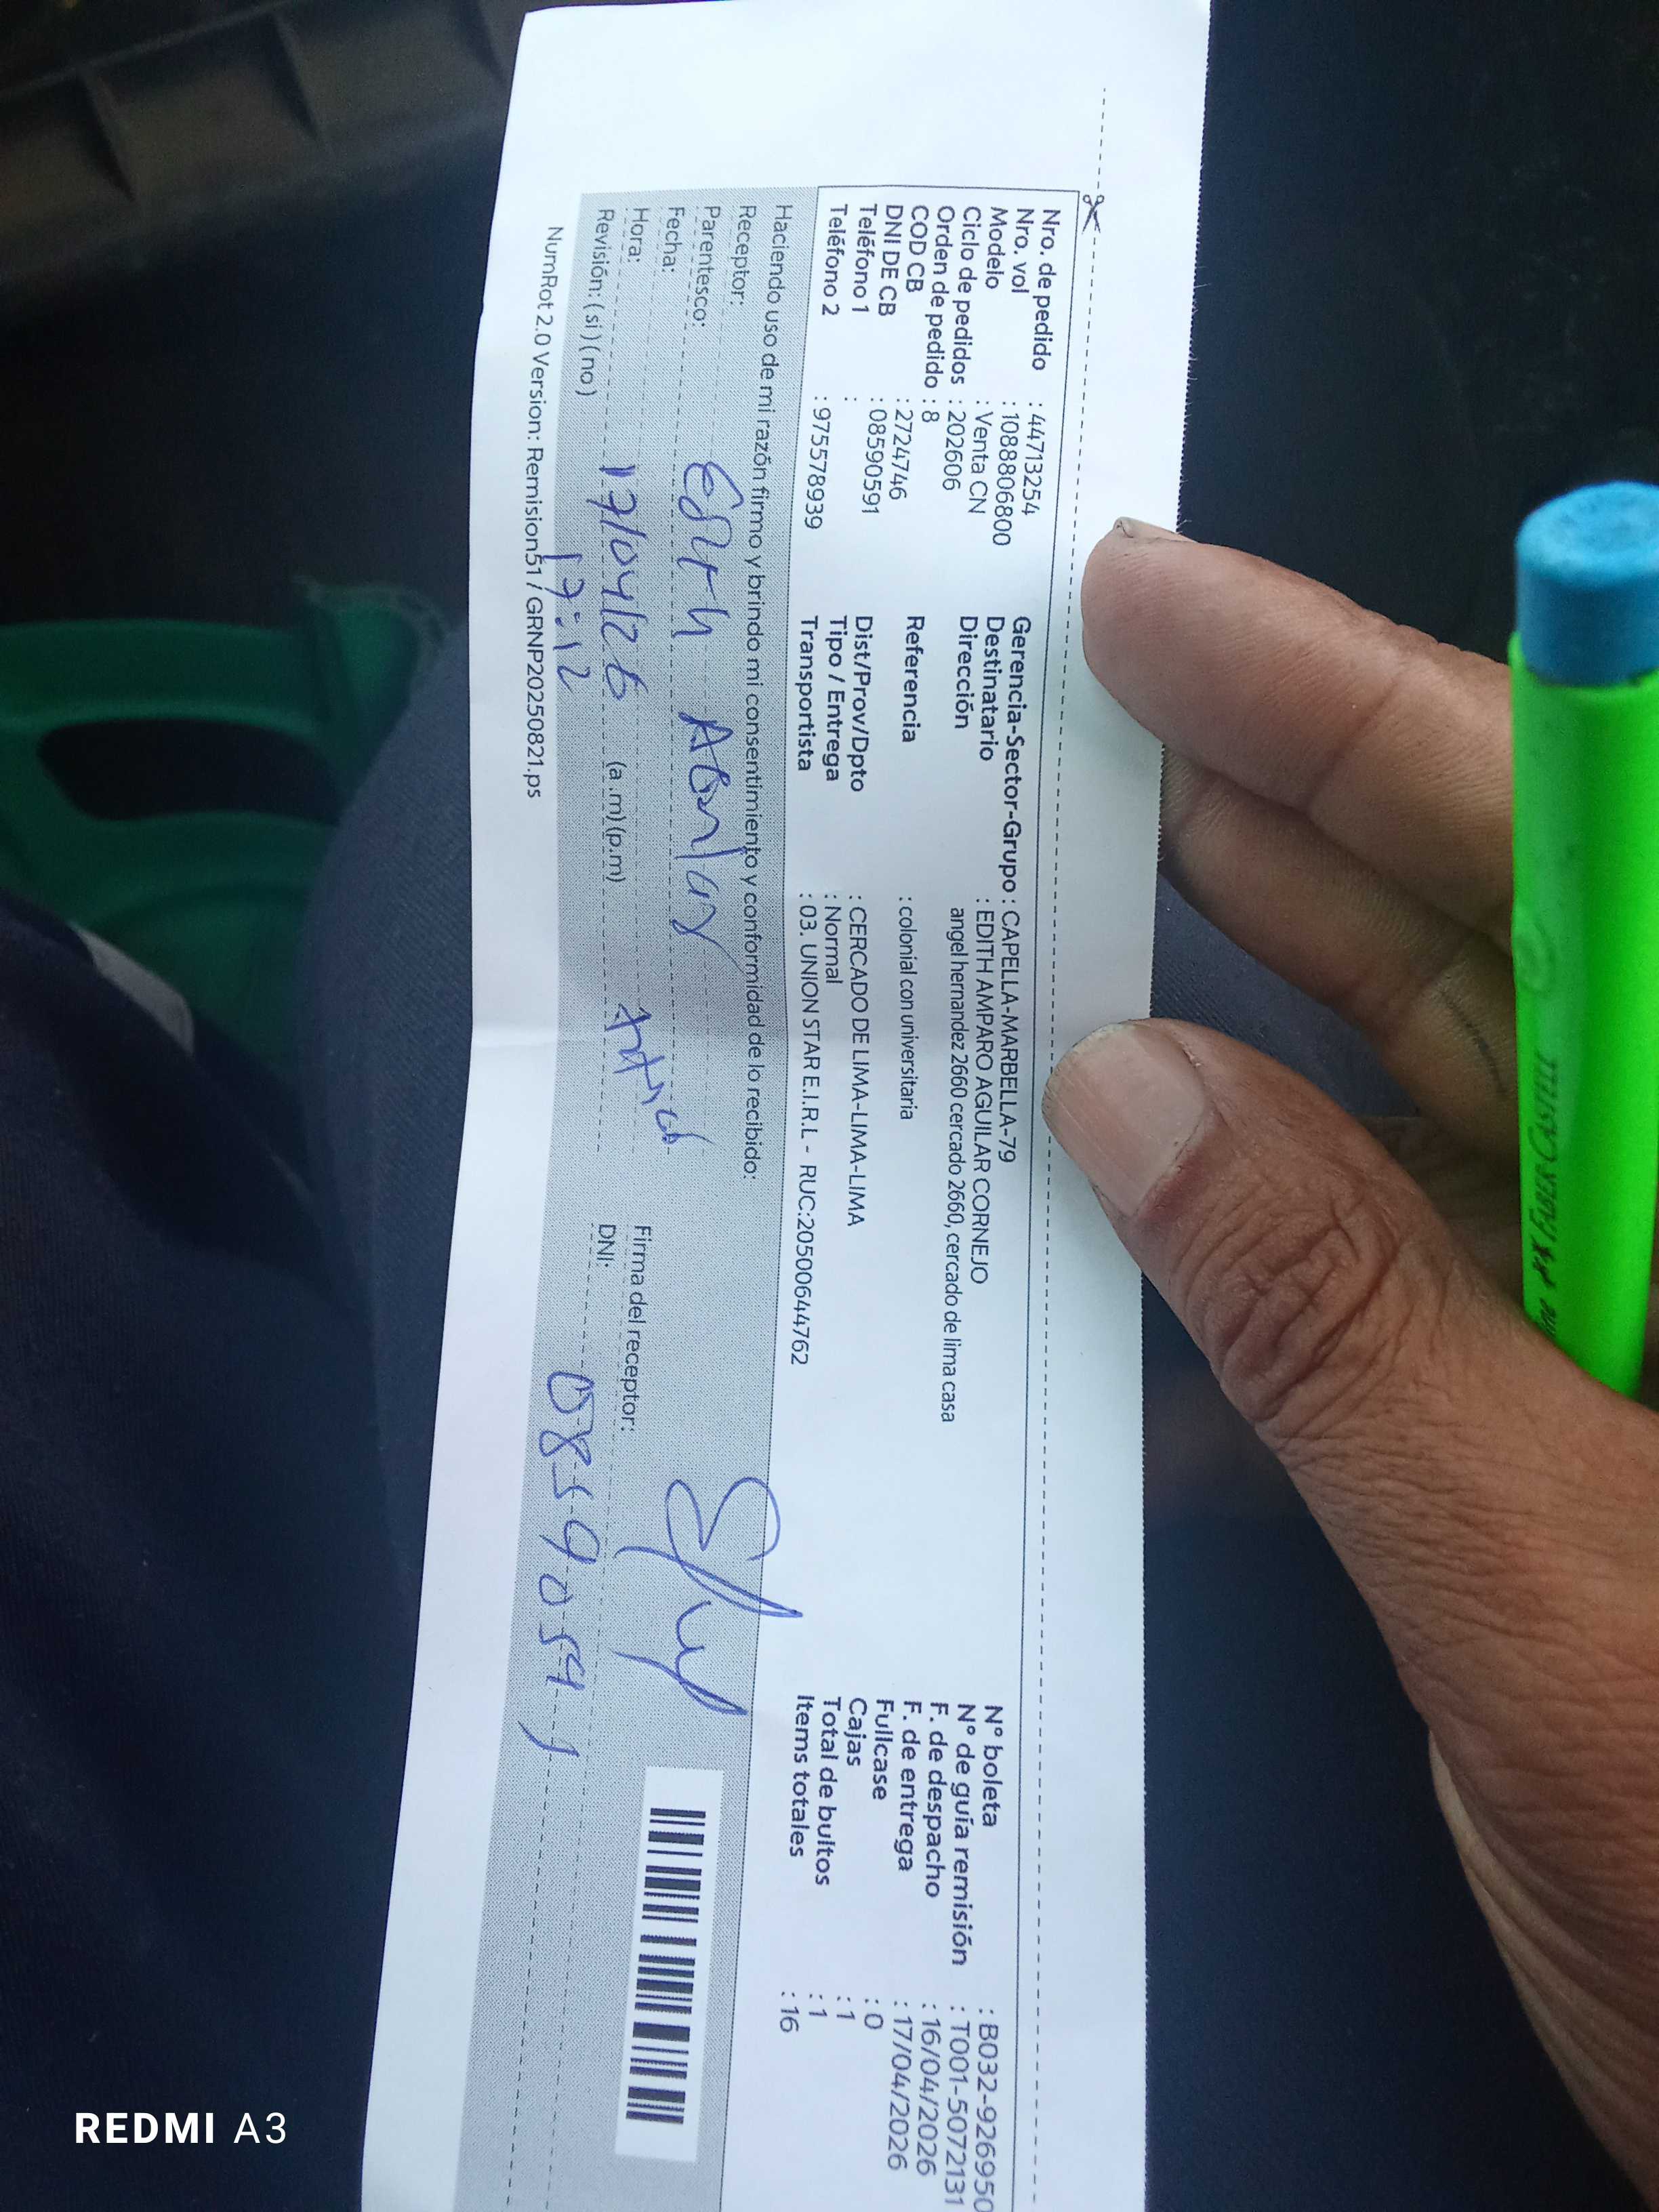 Nro. de pedido : 44713254
Nro. vol : 1088806800
Modelo : Venta CN
Ciclo de pedidos : 202606
Orden de pedido : 8
COD CB : 2724746
DNI DE CB : 08590591
Teléfono 1 :
Teléfono 2 : 975578939
Gerencia-Sector-Grupo : CAPELLA-MARBELLA-79
Destinatario : EDITH AMPARO AGUILAR CORNEJO
Dirección angel hernandez 2660 cercado 2660, cercado de lima casa
Referencia : colonial con universitaria
Dist/Prov/Dpto : CERCADO DE LIMA-LIMA-LIMA
Tipo / Entrega : Normal
Transportista : 03. UNION STAR E.I.R.L - RUC:20500644762
N° boleta : B032-926950
N° de guía remisión : T001-5072131
F. de despacho : 16/04/2026
F. de entrega : 17/04/2026
Fullcase : 0
Cajas : 1
Total de bultos : 1
Items totales : 16
Haciendo uso de mi razón firmo y brindo mi consentimiento y conformidad de lo recibido:
Receptor:
Parentesco:
Fecha: 17/04/26
Hora: 17:12 (a.m) (p.m)
Revisión: ( si ) ( no )
Firma del receptor:
DNI: 08590591
NumRot 2.0 Version: Remision51 / GRNP20250821.ps
REDMI A3